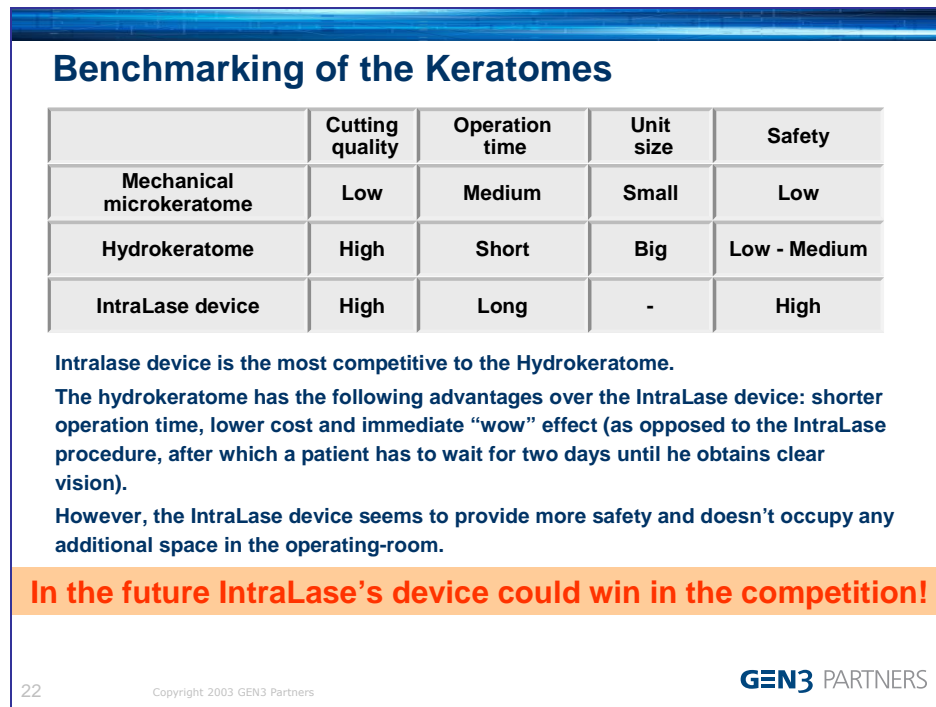 Benchmarking of the Keratomes
Cutting quality Operation time Unit size Safety
Mechanical microkeratome Low Medium Small Low
Hydrokeratome High Short Big Low - Medium
IntraLase device High Long - High
Intralase device is the most competitive to the Hydrokeratome.
The hydrokeratome has the following advantages over the IntraLase device: shorter
operation time, lower cost and immediate “wow” effect (as opposed to the IntraLase
procedure, after which a patient has to wait for two days until he obtains clear
vision).
However, the IntraLase device seems to provide more safety and doesn’t occupy any
additional space in the operating-room.
In the future IntraLase’s device could win in the competition!
22 Copyright 2003 GEN3 Partners GEN3 PARTNERS